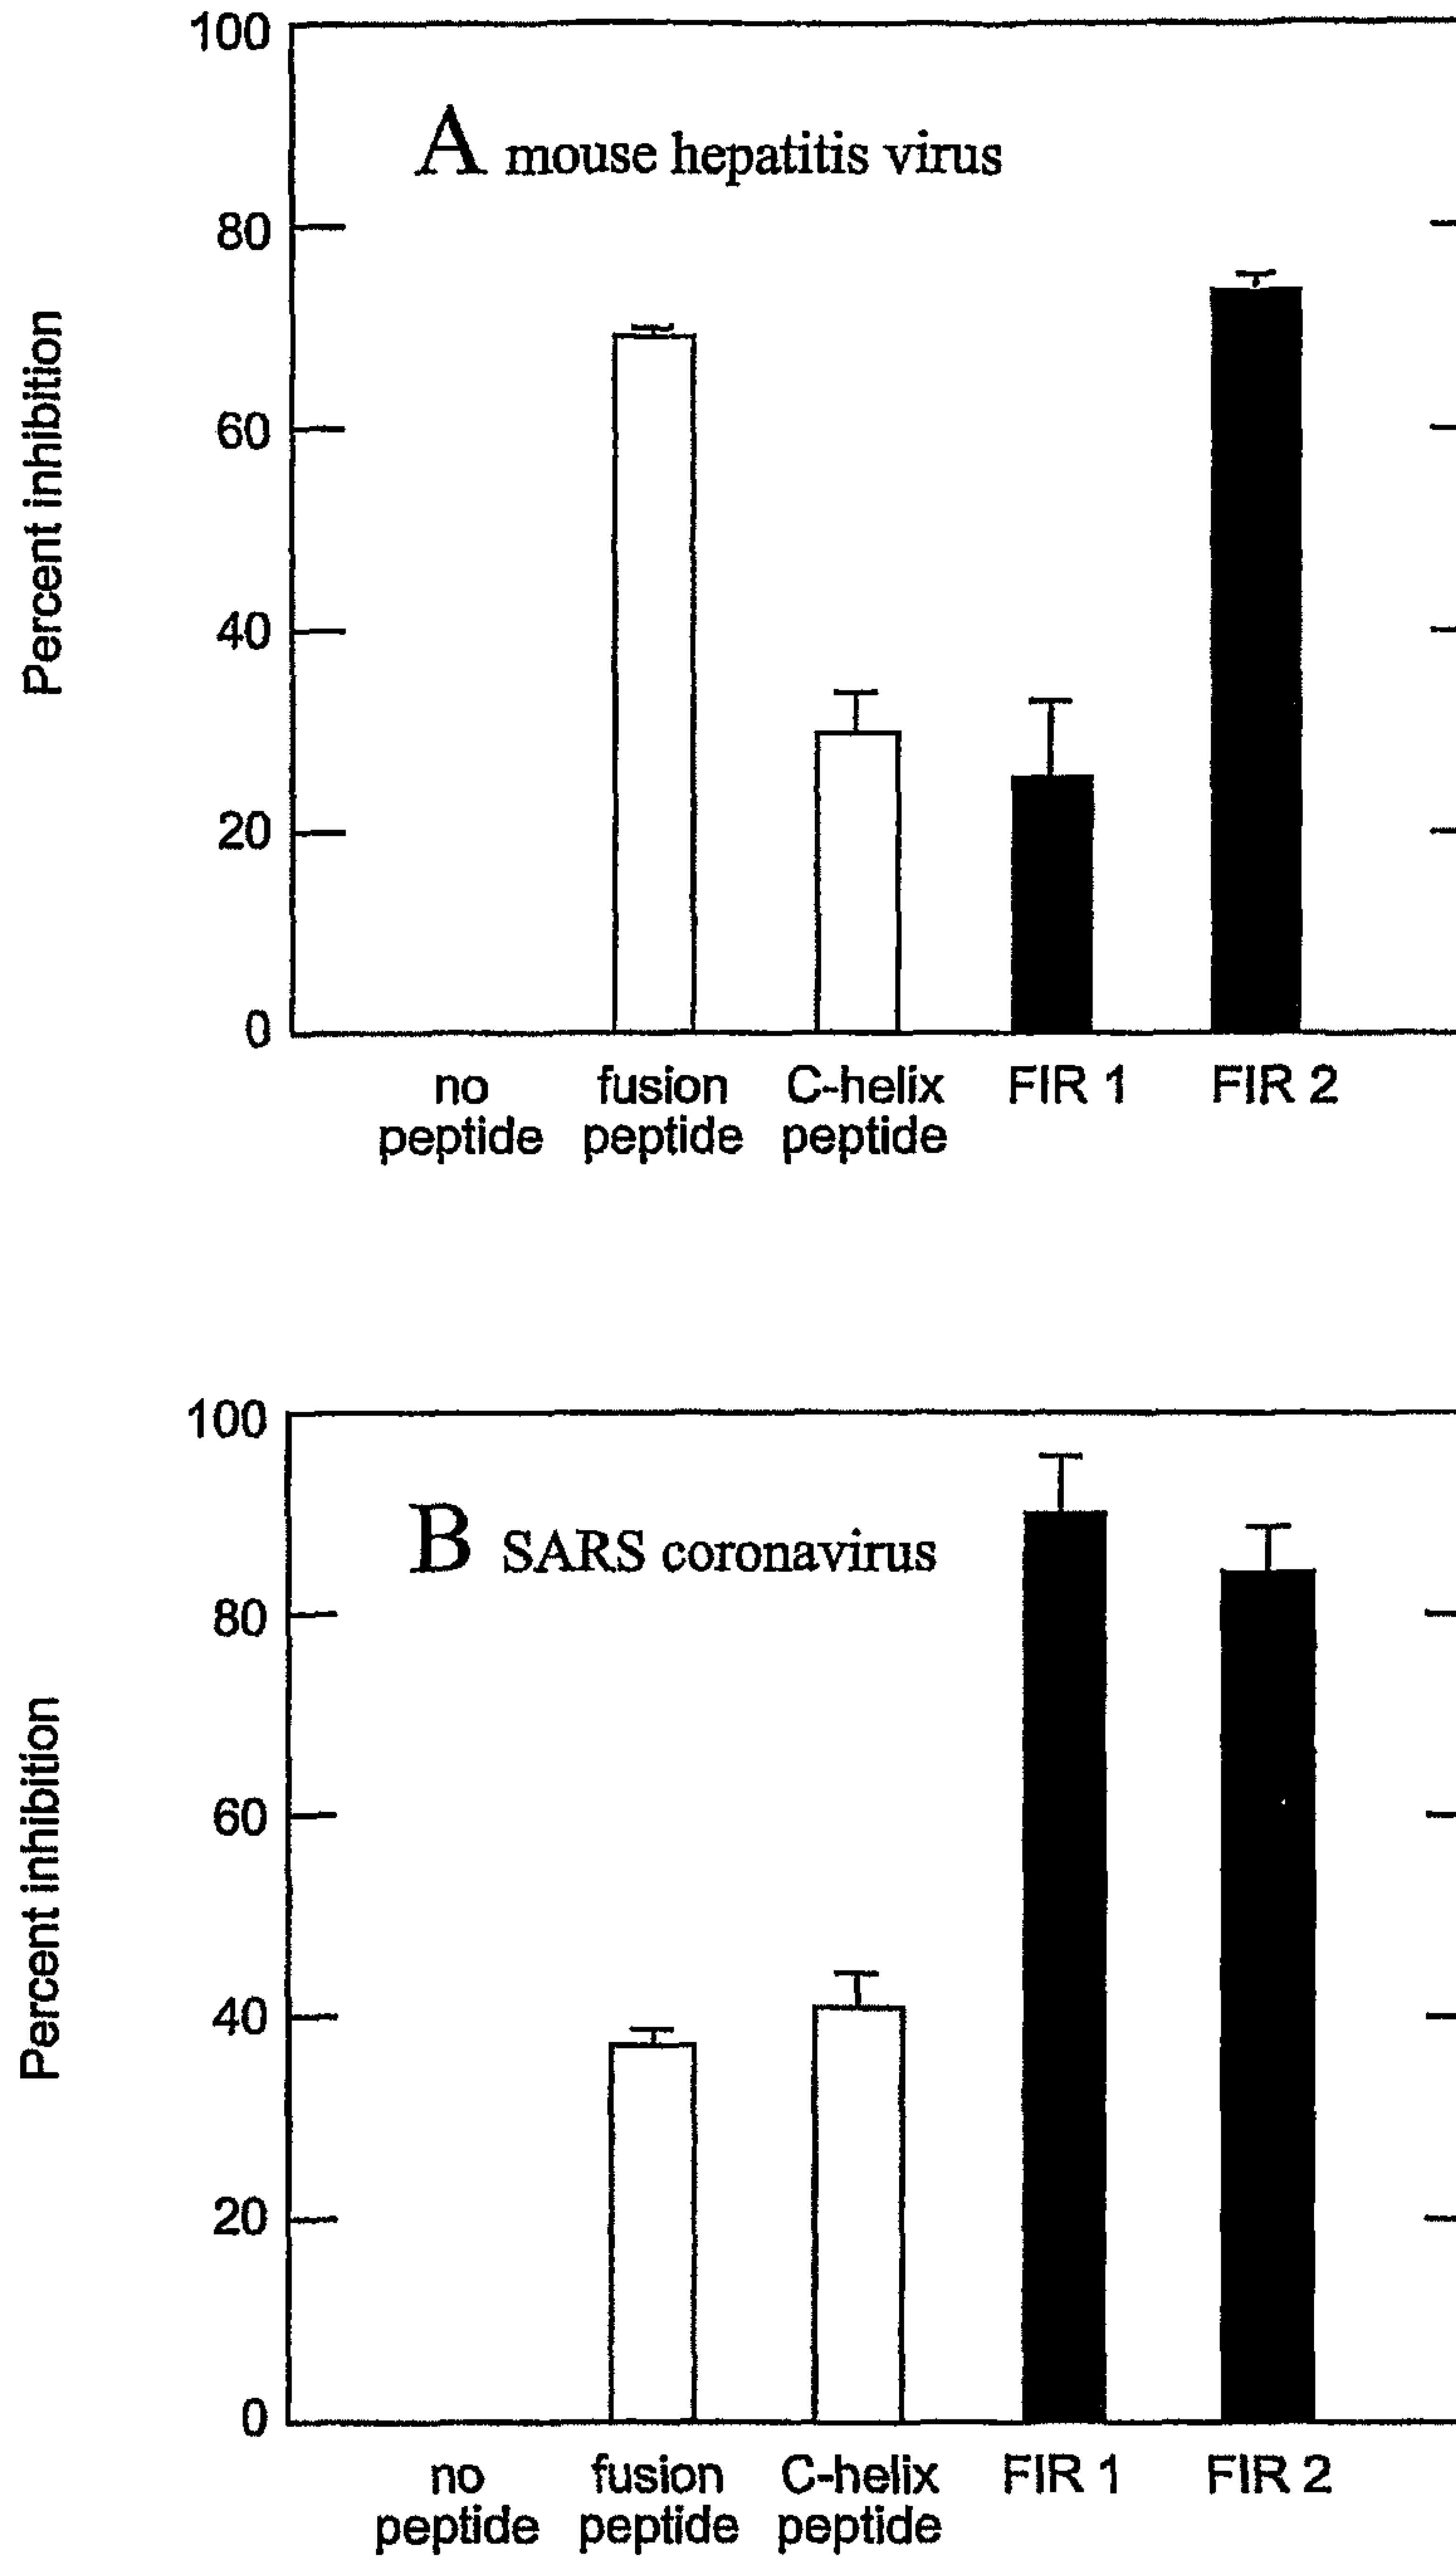 100
A mouse hepatitis virus
80
60
40
20
0
Percent inhibition
no fusion C-helix FIR 1 FIR 2
peptide peptide peptide
100
B SARS coronavirus
80
60
40
20
0
Percent inhibition
no fusion C-helix FIR 1 FIR 2
peptide peptide peptide